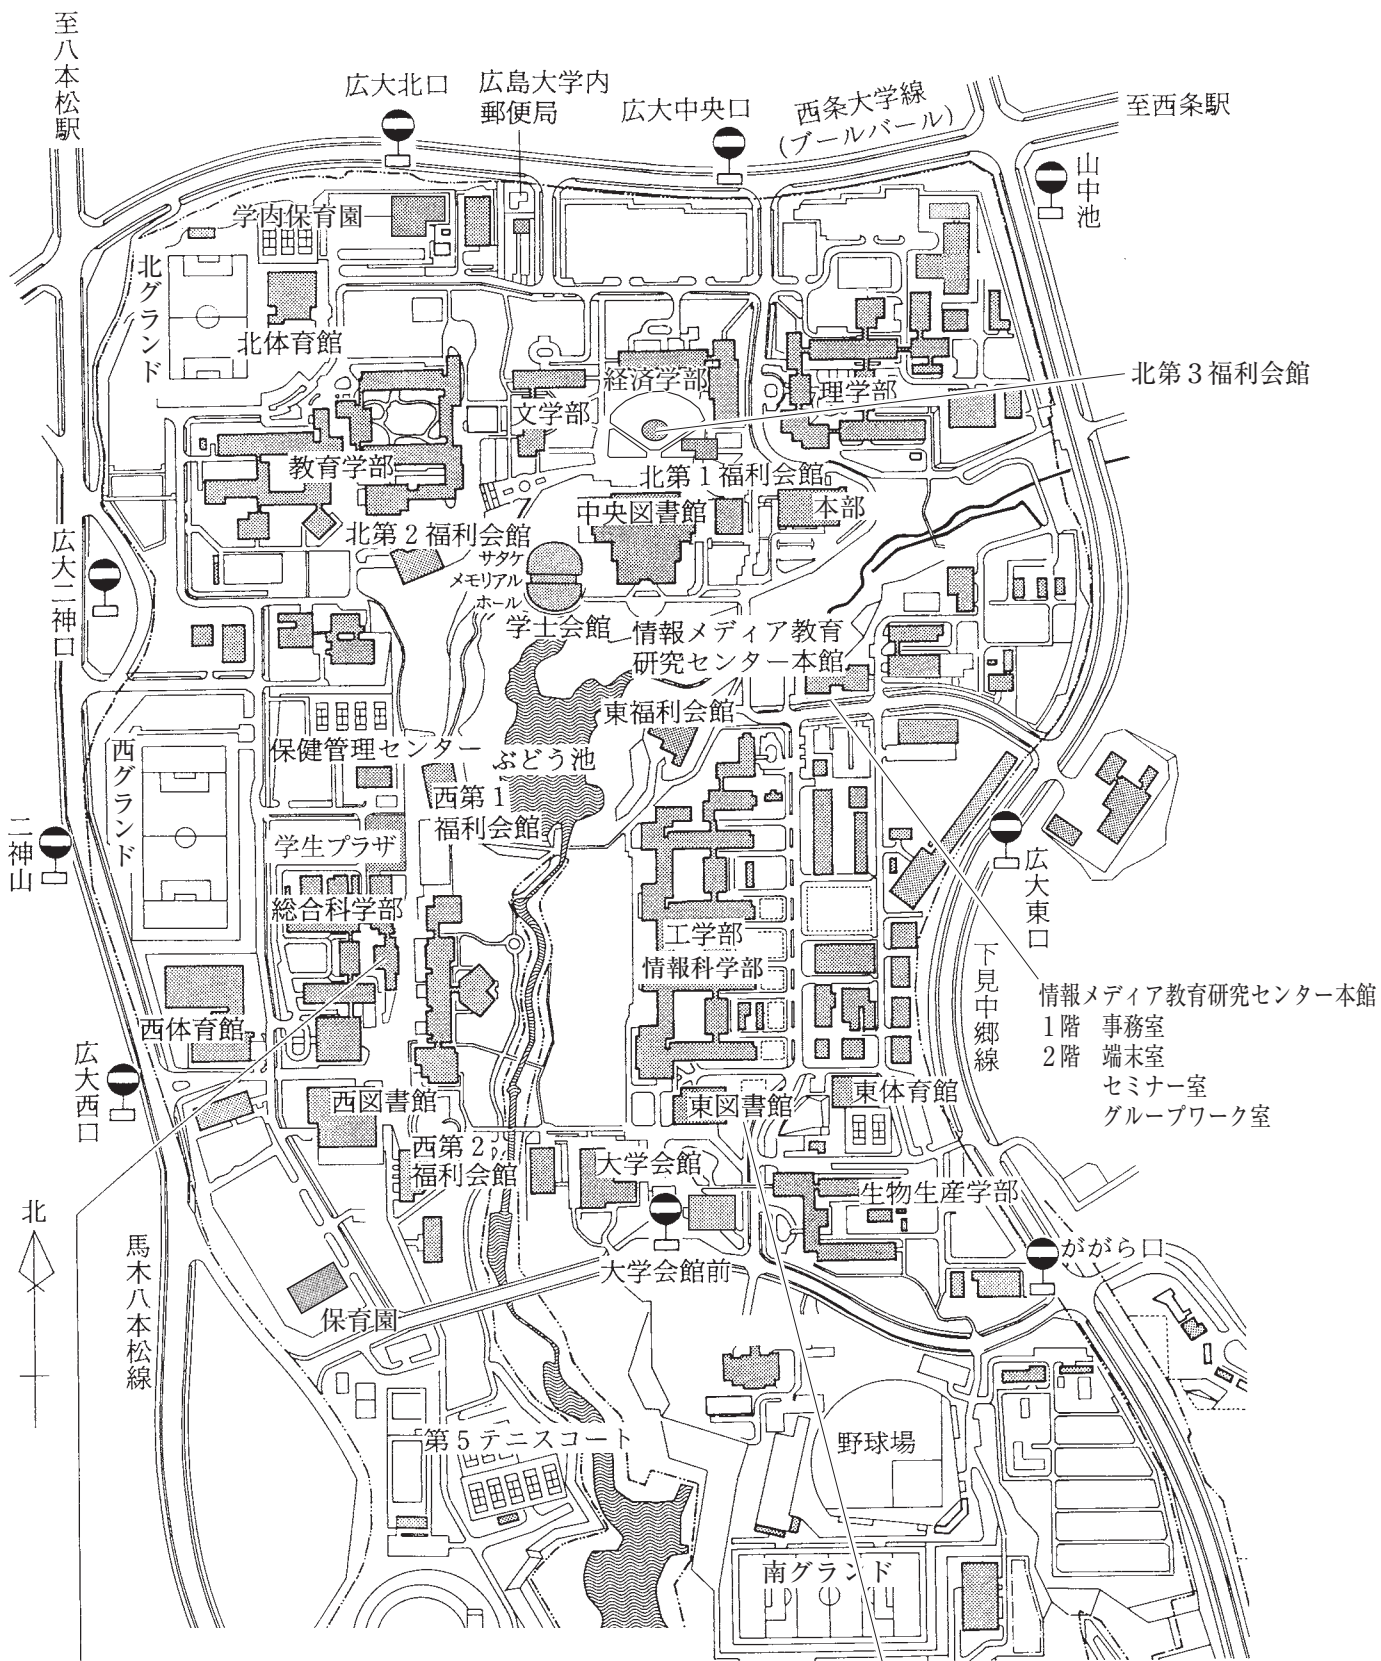 至八本松駅
広大北口
広島大学内
郵便局
広大中央口
西条大学線
(ブールバール)
至西条駅
山中池
学内保育園
北グランド
北体育館
経済学部
理学部
北第3福利会館
文学部
教育学部
北第1福利会館
中央図書館
本部
北第2福利会館
サタケ
メモリアル
ホール
学士会館
広大二神口
情報メディア教育
研究センター本館
東福利会館
保健管理センター
ぶどう池
西グランド
西第1
福利会館
二神山
学生プラザ
総合科学部
広大東口
工学部
情報科学部
下見中郷線
情報メディア教育研究センター本館
1階 事務室
2階 端末室
セミナー室
グループワーク室
西体育館
広大西口
西図書館
東図書館
東体育館
西第2
福利会館
大学会館
生物生産学部
北
馬木八本松線
大学会館前
ががら口
保育園
第5テニスコート
野球場
南グランド